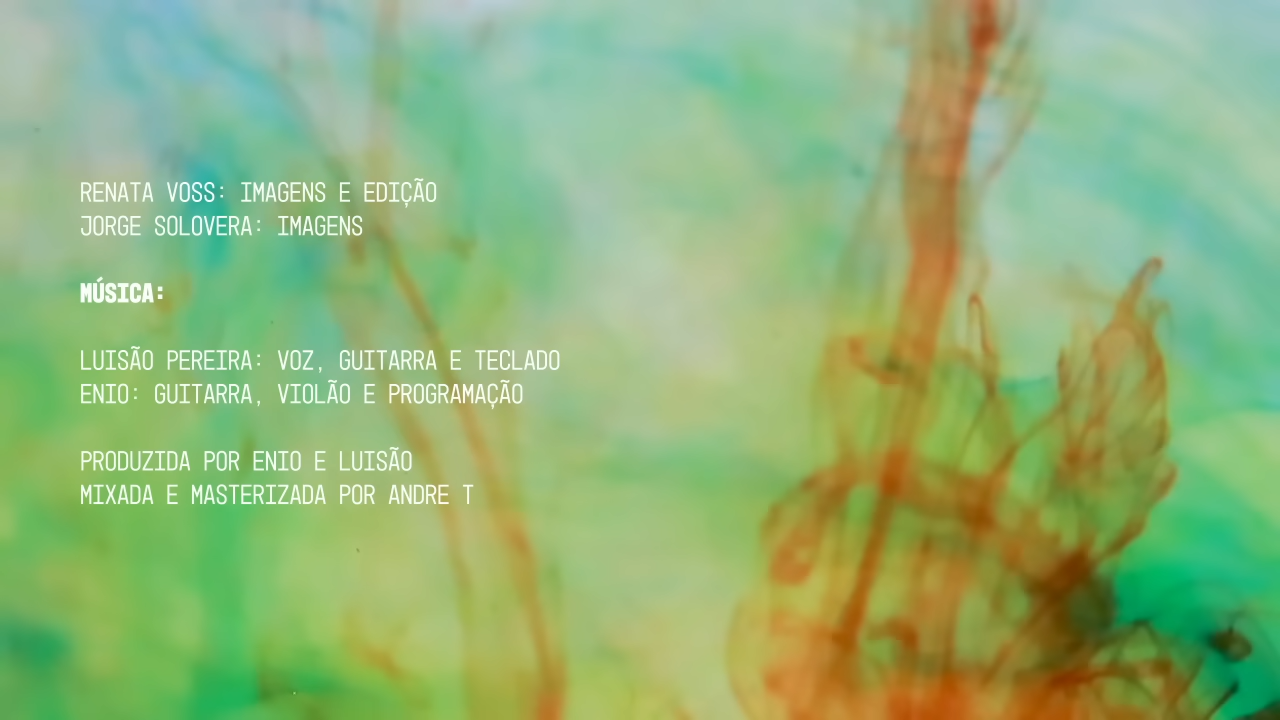 RENATA VOSS: IMAGENS E EDIÇÃO
JORGE SOLOVERA: IMAGENS
MÚSICA:
LUISÃO PEREIRA: VOZ, GUITARRA E TECLADO
ENIO: GUITARRA, VIOLÃO E PROGRAMAÇÃO
PRODUZIDA POR ENIO E LUISÃO
MIXADA E MASTERIZADA POR ANDRE T